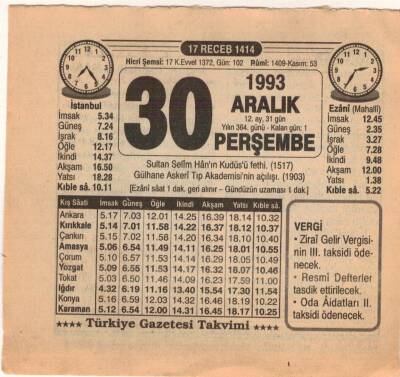 17 RECEB 1414
Hicrî Şemsî: 17 K.Evvel 1372, Gün: 102 Rûmî: 1409-Kasım: 53
30
1993
ARALIK
12. ay, 31 gün
Yılın 364. günü - Kalan gün: 1
PERŞEMBE
Sultan Selîm Hân'ın Kudüs'ü fethi. (1517)
Gülhane Askerî Tıp Akademisi'nin açılışı. (1903)
[Ezânî sâat 1 dak. geri alınır – Gündüzün uzaması 1 dak.]
İstanbul
İmsak 5.34
Güneş 7.24
İşrak 8.16
Öğle 12.17
İkindi 14.37
Akşam 16.50
Yatsı 18.28
Kıble sâ. 10.11
Ezânî (Mahalli)
İmsak 12.45
Güneş 2.35
İşrak 3.27
Öğle 7.28
İkindi 9.48
Akşam 12.00
Yatsı 1.38
Kıble sâ. 5.22
Kış Sâati İmsak Güneş Öğle İkindi Akşam Yatsı Kıble sâ.
Ankara 5.17 7.03 12.01 14.25 16.39 18.14 10.32
Kırıkkale 5.14 7.01 11.58 14.22 16.37 18.12 10.37
Çankırı 5.15 7.02 11.58 14.20 16.34 18.10 10.40
Amasya 5.06 6.54 11.49 14.11 16.25 18.01 10.55
Çorum 5.10 6.57 11.53 14.14 16.29 18.05 10.49
Yozgat 5.09 6.55 11.53 14.17 16.32 18.07 10.46
Tokat 5.03 6.50 11.46 14.09 16.23 17.59 11.00
Iğdır 4.32 6.19 11.16 13.40 15.54 17.30 11.54
Konya 5.16 6.59 12.03 14.32 16.46 18.19 10.22
Karaman 5.12 6.54 12.00 14.31 16.45 18.17 10.25
VERGİ
• Ziraî Gelir Vergisi-
nin III. taksidi öde-
necek.
• Resmî Defterler
tasdik ettirilecek.
• Oda Âidatları II.
taksidi ödenecek.
★★★★ Türkiye Gazetesi Takvimi ★★★★